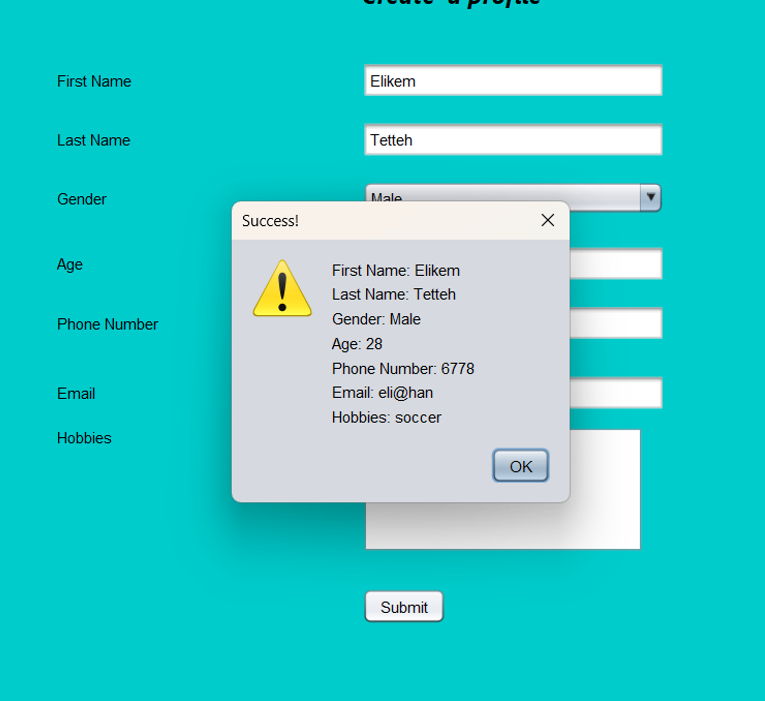 Create a profile
First Name
Elikem
Last Name
Tetteh
Gender
Male
Success!
First Name: Elikem
Last Name: Tetteh
Gender: Male
Age: 28
Phone Number: 6778
Email: eli@han
Hobbies: soccer
OK
Age
Phone Number
Email
Hobbies
Submit